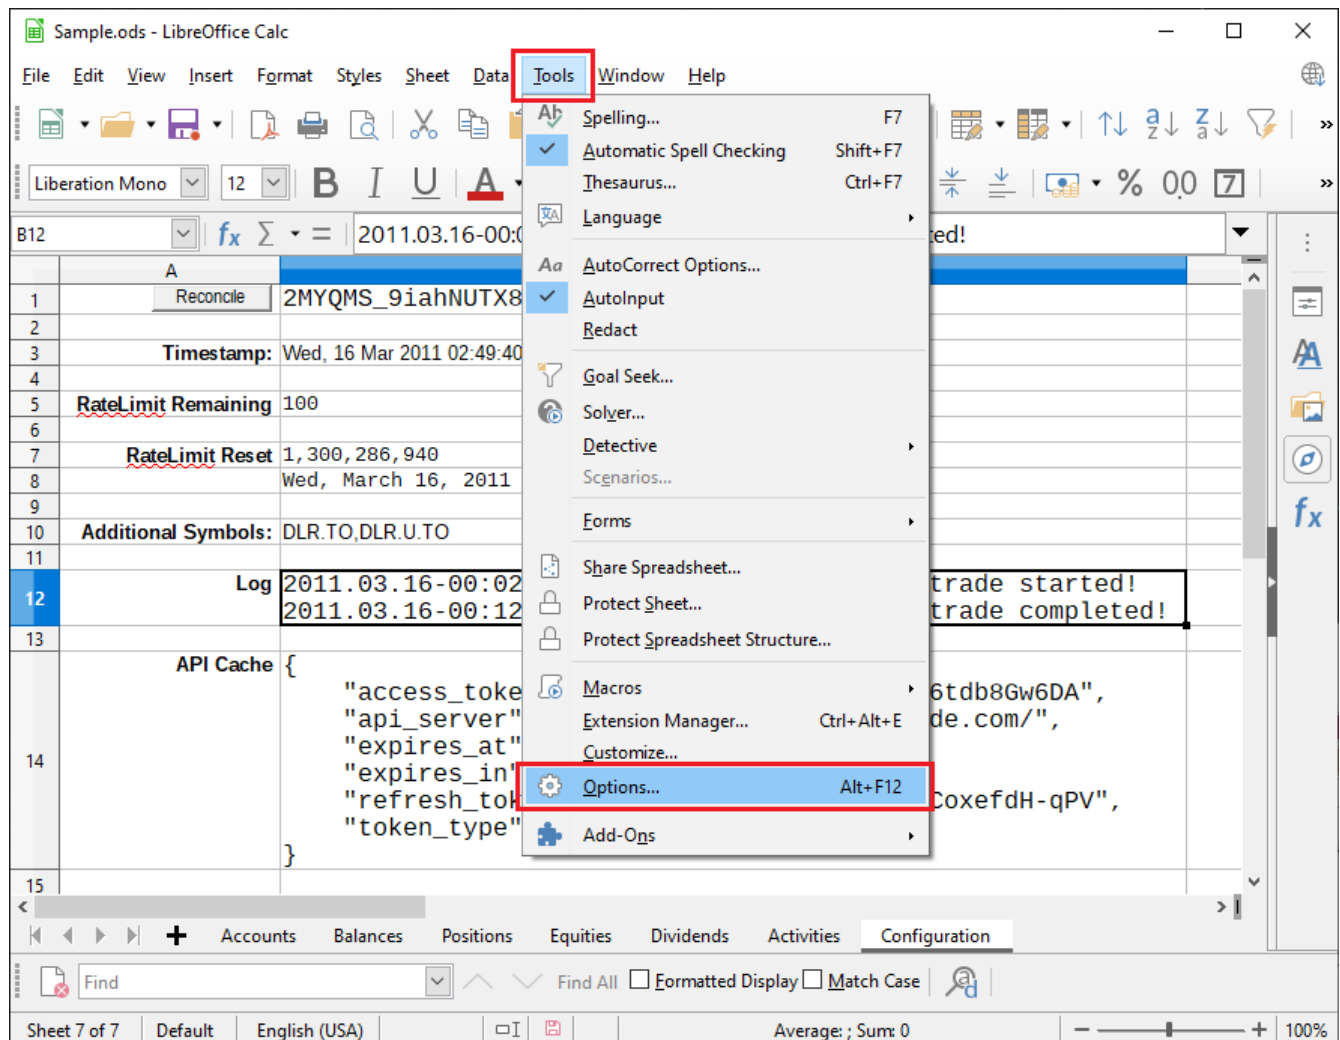 Sample.ods - LibreOffice Calc
File Edit View Insert Format Styles Sheet Data Tools Window Help
Spelling... F7
Automatic Spell Checking Shift+F7
Thesaurus... Ctrl+F7
Language
AutoCorrect Options...
AutoInput
Redact
Goal Seek...
Solver...
Detective
Scenarios...
Forms
Share Spreadsheet...
Protect Sheet...
Protect Spreadsheet Structure...
Macros
Extension Manager... Ctrl+Alt+E
Customize...
Options... Alt+F12
Add-Ons
Liberation Mono 12 B I U A % 00 7
B12 fx Σ = 2011.03.16-00:0 ted!
A
1 Reconcile 2MYQMS_9iahNUTX8
2
3 Timestamp: Wed, 16 Mar 2011 02:49:40
4
5 RateLimit Remaining 100
6
7 RateLimit Reset 1,300,286,940
8 Wed, March 16, 2011
9
10 Additional Symbols: DLR.TO,DLR.U.TO
11
12 Log 2011.03.16-00:02 trade started!
2011.03.16-00:12 trade completed!
13
14 API Cache {
"access_toke 6tdb8Gw6DA",
"api_server" de.com/",
"expires_at"
"expires_in"
"refresh_tok CoxefdH-qPV",
"token_type"
}
15
Accounts Balances Positions Equities Dividends Activities Configuration
Find Find All Formatted Display Match Case
Sheet 7 of 7 Default English (USA) Average: ; Sum: 0 100%